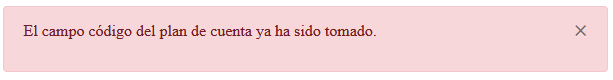 El campo código del plan de cuenta ya ha sido tomado.